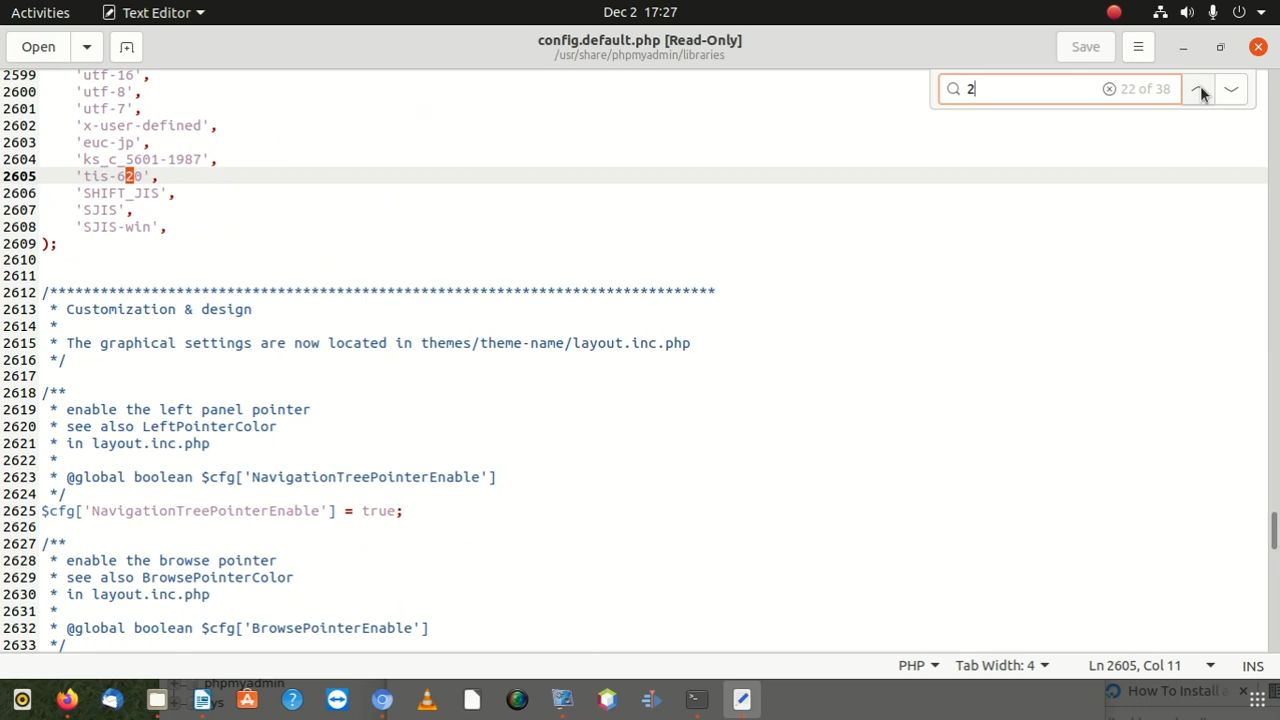 Activities Text Editor Dec 2 17:27
Open config.default.php [Read-Only] Save
/usr/share/phpmyadmin/libraries
2 22 of 38
2599 'utf-16',
2600 'utf-8',
2601 'utf-7',
2602 'x-user-defined',
2603 'euc-jp',
2604 'ks_c_5601-1987',
2605 'tis-620',
2606 'SHIFT_JIS',
2607 'SJIS',
2608 'SJIS-win',
2609 );
2610
2611
2612 /*******************************************************************************
2613 * Customization & design
2614 *
2615 * The graphical settings are now located in themes/theme-name/layout.inc.php
2616 */
2617
2618 /**
2619 * enable the left panel pointer
2620 * see also LeftPointerColor
2621 * in layout.inc.php
2622 *
2623 * @global boolean $cfg['NavigationTreePointerEnable']
2624 */
2625 $cfg['NavigationTreePointerEnable'] = true;
2626
2627 /**
2628 * enable the browse pointer
2629 * see also BrowsePointerColor
2630 * in layout.inc.php
2631 *
2632 * @global boolean $cfg['BrowsePointerEnable']
2633 */
PHP Tab Width: 4 Ln 2605, Col 11 INS
phpmyadmin
sys
How To Install a